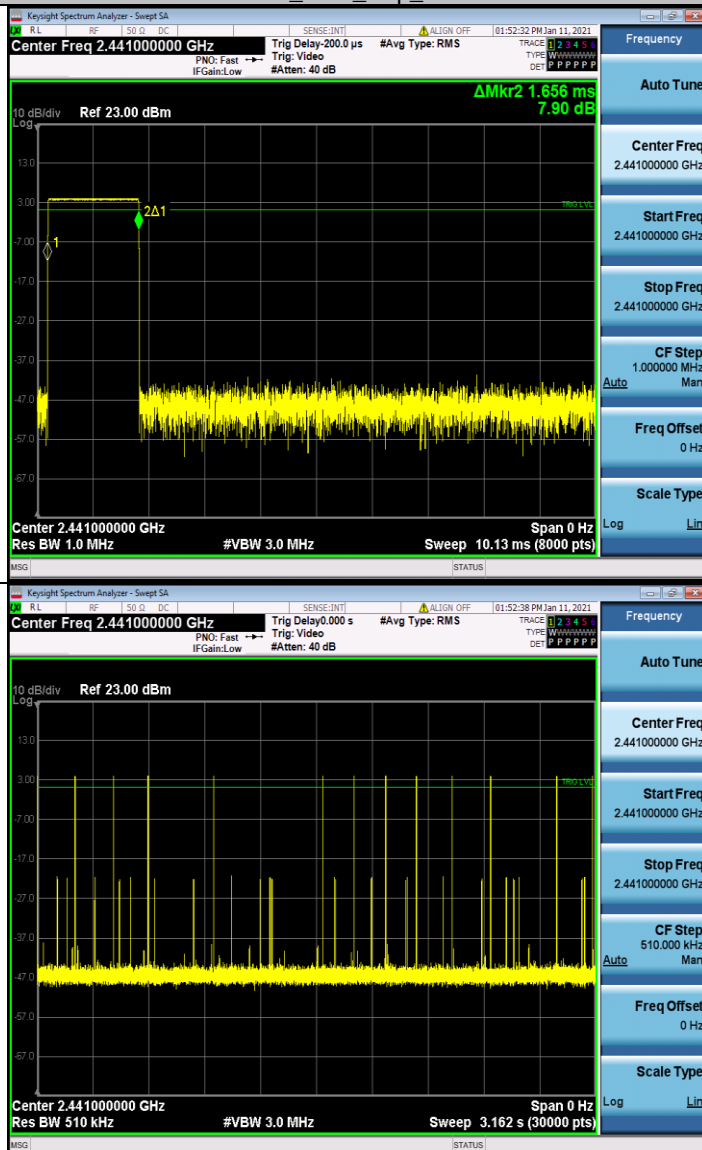 Keysight Spectrum Analyzer - Swept SA
RL RF 50 Ω DC SENSE:INT ALIGN OFF 01:52:32 PM Jan 11, 2021
Center Freq 2.441000000 GHz
PNO: Fast
IFGain:Low
Trig Delay-200.0 µs
Trig: Video
#Atten: 40 dB
#Avg Type: RMS
TRACE 1 2 3 4 5 6
TYPE WWWWWW
DET P P P P P P
ΔMkr2 1.656 ms
7.90 dB
10 dB/div Ref 23.00 dBm
Log
13.0
3.00
-7.00
-17.0
-27.0
-37.0
-47.0
-57.0
-67.0
1
2Δ1
TRIG LVL
Center 2.441000000 GHz Span 0 Hz
Res BW 1.0 MHz #VBW 3.0 MHz Sweep 10.13 ms (8000 pts)
MSG STATUS
Frequency
Auto Tune
Center Freq
2.441000000 GHz
Start Freq
2.441000000 GHz
Stop Freq
2.441000000 GHz
CF Step
1.000000 MHz
Auto Man
Freq Offset
0 Hz
Scale Type
Log Lin
Keysight Spectrum Analyzer - Swept SA
RL RF 50 Ω DC SENSE:INT ALIGN OFF 01:52:38 PM Jan 11, 2021
Center Freq 2.441000000 GHz
PNO: Fast
IFGain:Low
Trig Delay0.000 s
Trig: Video
#Atten: 40 dB
#Avg Type: RMS
TRACE 1 2 3 4 5 6
TYPE WWWWWW
DET P P P P P P
10 dB/div Ref 23.00 dBm
Log
13.0
3.00
-7.00
-17.0
-27.0
-37.0
-47.0
-57.0
-67.0
TRIG LVL
Center 2.441000000 GHz Span 0 Hz
Res BW 510 kHz #VBW 3.0 MHz Sweep 3.162 s (30000 pts)
MSG STATUS
Frequency
Auto Tune
Center Freq
2.441000000 GHz
Start Freq
2.441000000 GHz
Stop Freq
2.441000000 GHz
CF Step
510.000 kHz
Auto Man
Freq Offset
0 Hz
Scale Type
Log Lin